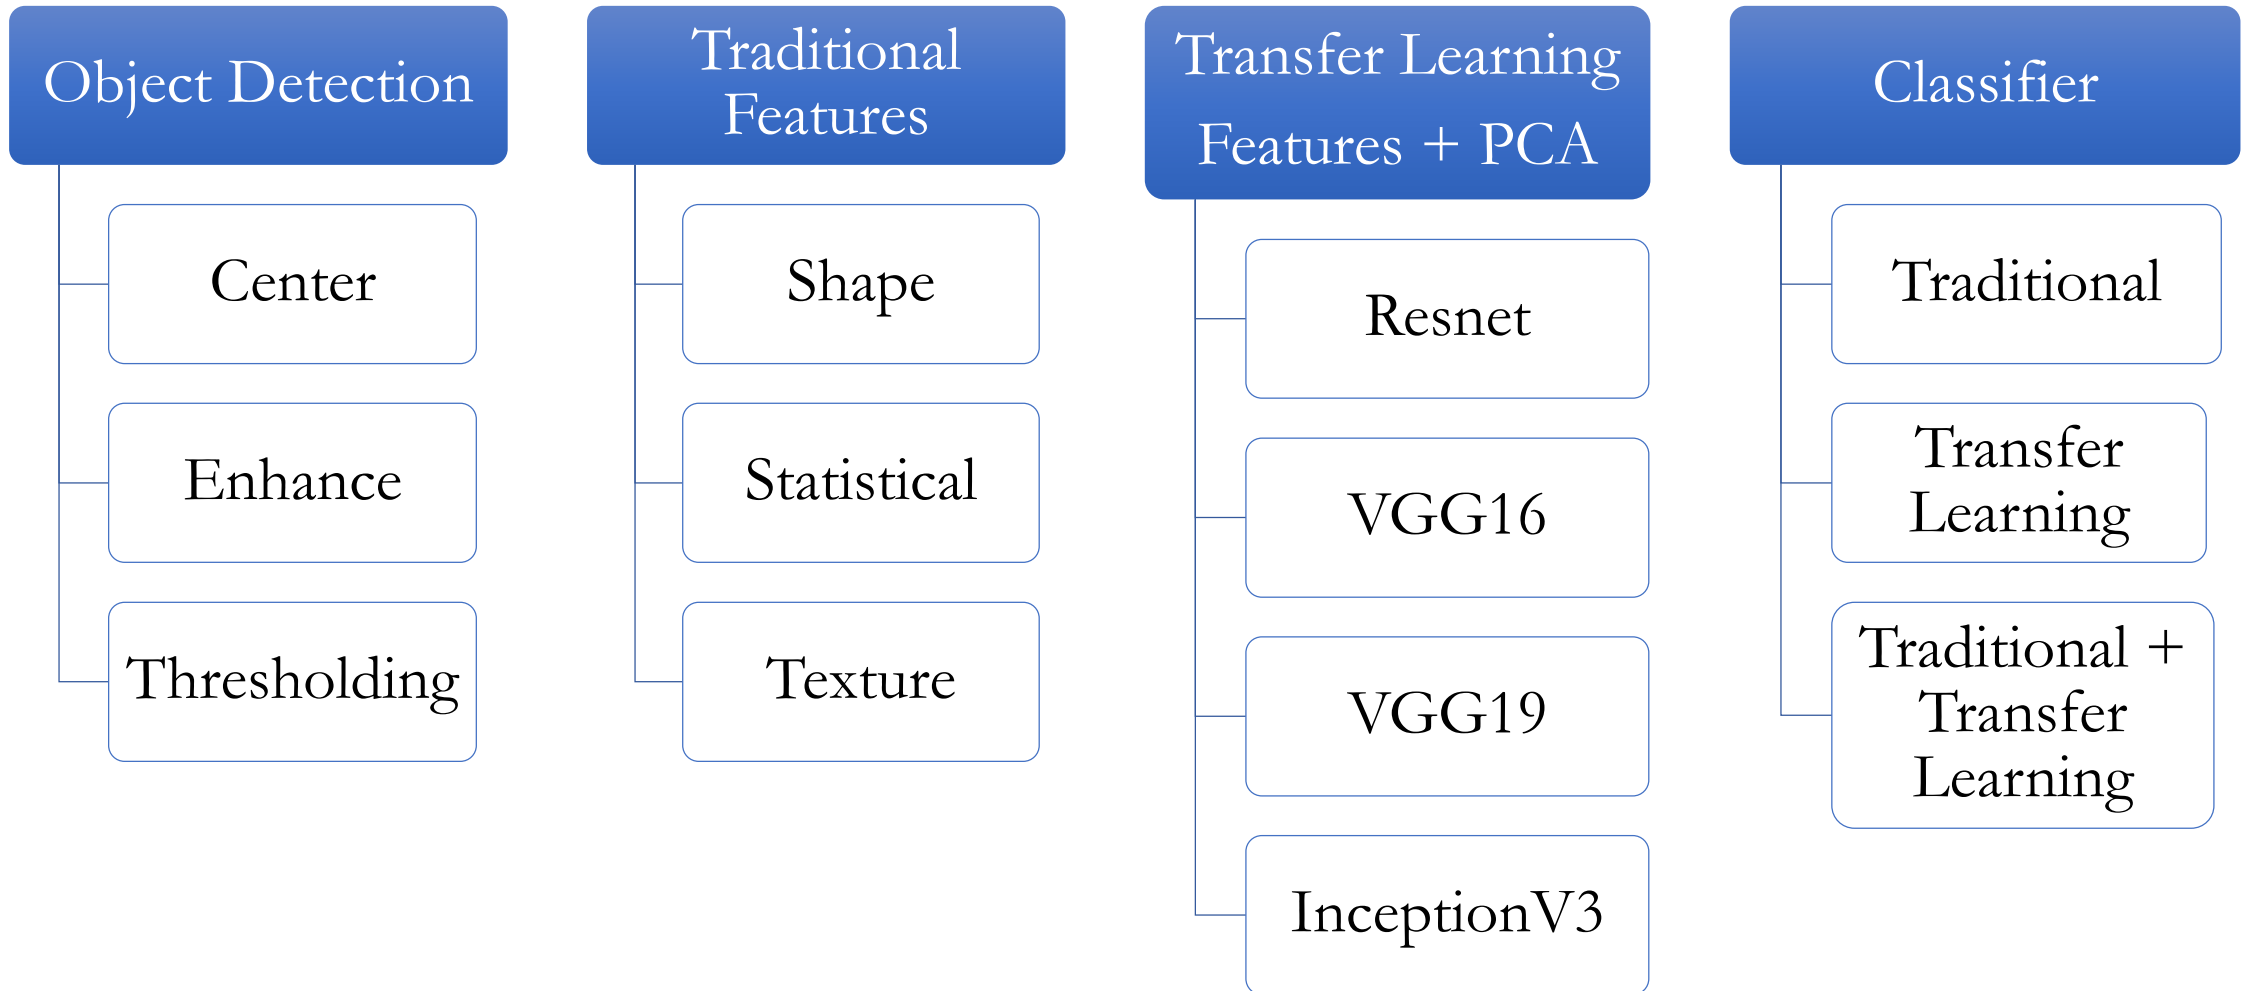 Object Detection
Center
Enhance
Thresholding
Traditional
Features
Shape
Statistical
Texture
Transfer Learning
Features + PCA
Resnet
VGG16
VGG19
InceptionV3
Classifier
Traditional
Transfer
Learning
Traditional +
Transfer
Learning